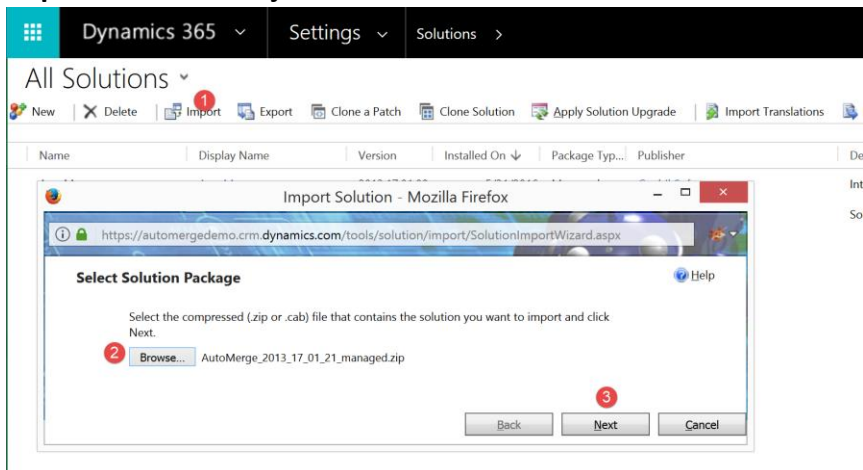 Dynamics 365 Settings Solutions >
All Solutions
1
New Delete Import Export Clone a Patch Clone Solution Apply Solution Upgrade Import Translations
Name Display Name Version Installed On ↓ Package Typ... Publisher De
Int
So
Import Solution - Mozilla Firefox
https://automergedemo.crm.dynamics.com/tools/solution/import/SolutionImportWizard.aspx
Select Solution Package Help
Select the compressed (.zip or .cab) file that contains the solution you want to import and click
Next.
2 Browse... AutoMerge_2013_17_01_21_managed.zip
3
Back Next Cancel